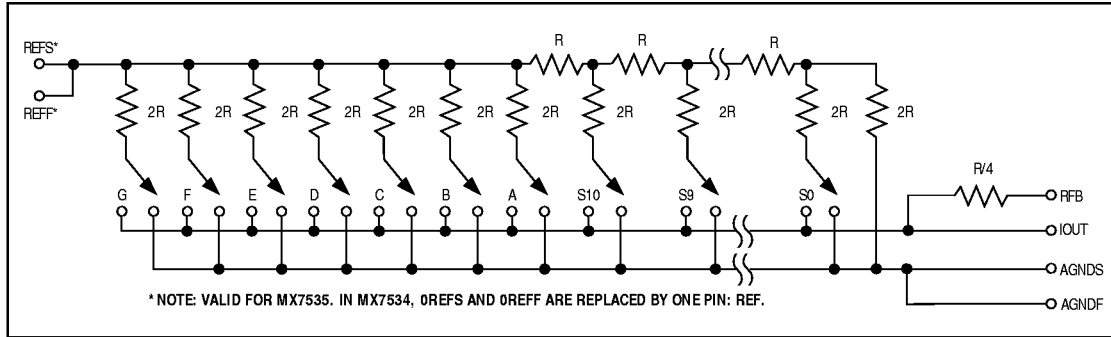 REFS*
REFF*
R R R
2R 2R 2R 2R 2R 2R 2R 2R 2R 2R 2R
G F E D C B A S10 S9 S0
R/4
RFB
IOUT
AGNDS
AGNDF
* NOTE: VALID FOR MX7535. IN MX7534, 0REFS AND 0REFF ARE REPLACED BY ONE PIN: REF.